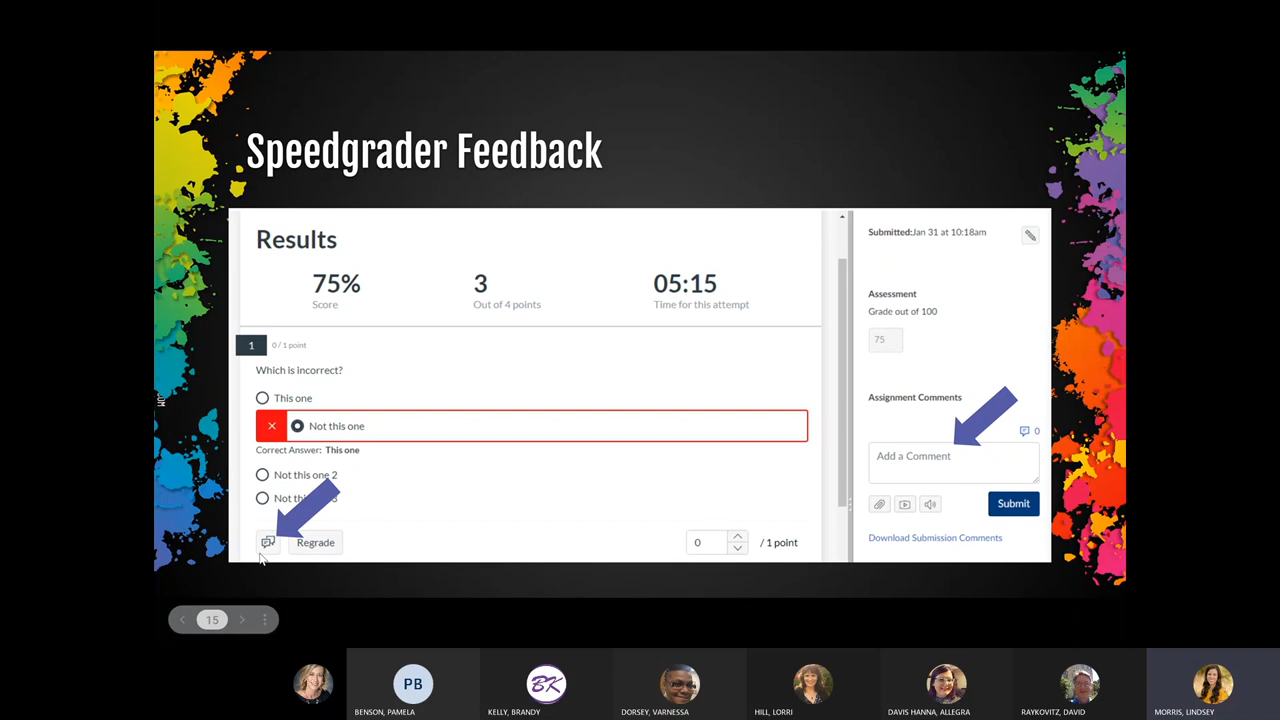 Speedgrader Feedback
Results
75%
Score
3
Out of 4 points
05:15
Time for this attempt
1
0 / 1 point
Which is incorrect?
This one
Not this one
Correct Answer: This one
Not this one 2
Regrade
0
/ 1 point
Submitted:Jan 31 at 10:18am
Assessment
Grade out of 100
75
Assignment Comments
0
Add a Comment
Submit
Download Submission Comments
15
PB
BENSON, PAMELA
BK
KELLY, BRANDY
DORSEY, VARNESSA
HILL, LORRI
DAVIS HANNA, ALLEGRA
RAYKOVITZ, DAVID
MORRIS, LINDSEY